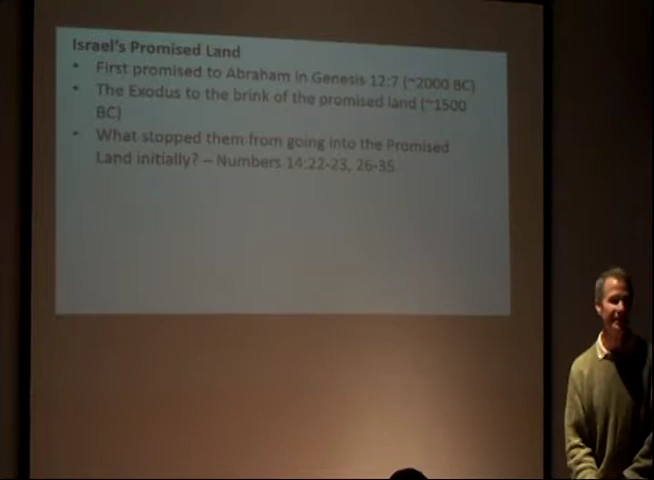 Israel's Promised Land
• First promised to Abraham in Genesis 12:7 (~2000 BC)
• The Exodus to the brink of the promised land (~1500
BC)
• What stopped them from going into the Promised
Land initially? – Numbers 14:22-23, 26-35